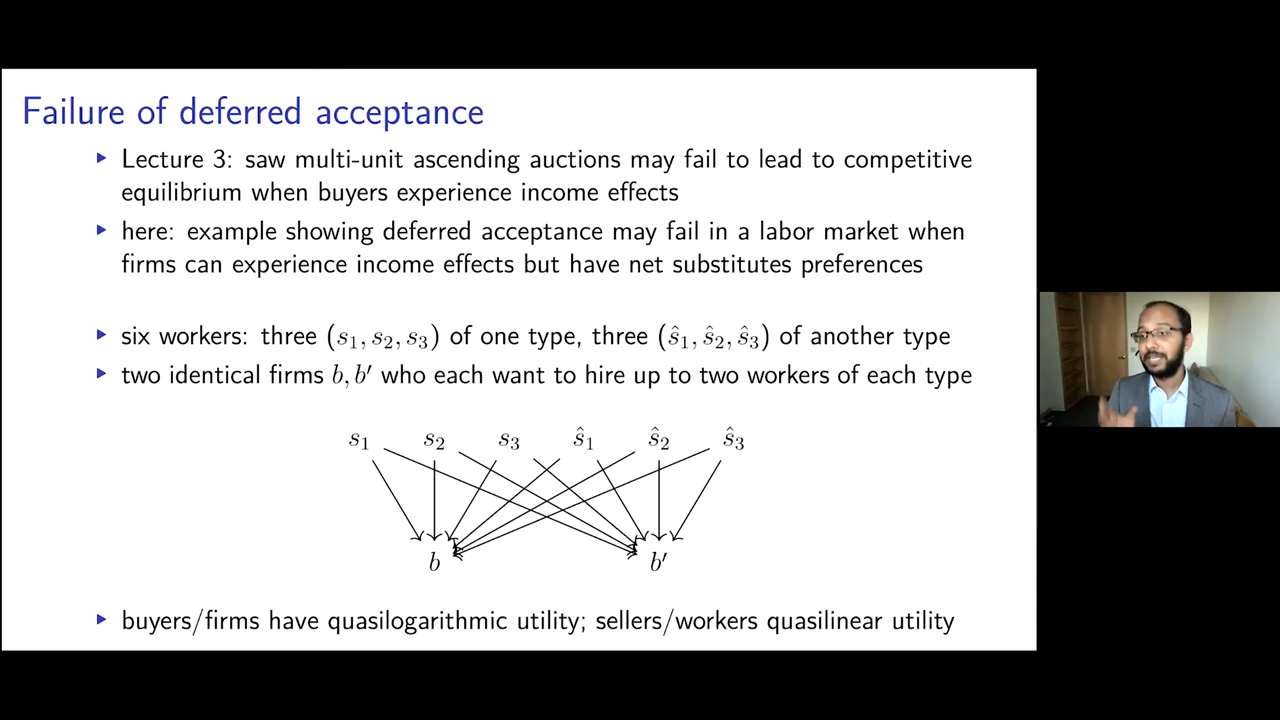 Failure of deferred acceptance
▶ Lecture 3: saw multi-unit ascending auctions may fail to lead to competitive
equilibrium when buyers experience income effects
▶ here: example showing deferred acceptance may fail in a labor market when
firms can experience income effects but have net substitutes preferences
▶ six workers: three (s₁, s₂, s₃) of one type, three (ŝ₁, ŝ₂, ŝ₃) of another type
▶ two identical firms b, b′ who each want to hire up to two workers of each type
s₁ s₂ s₃ ŝ₁ ŝ₂ ŝ₃
b b′
▶ buyers/firms have quasilogarithmic utility; sellers/workers quasilinear utility